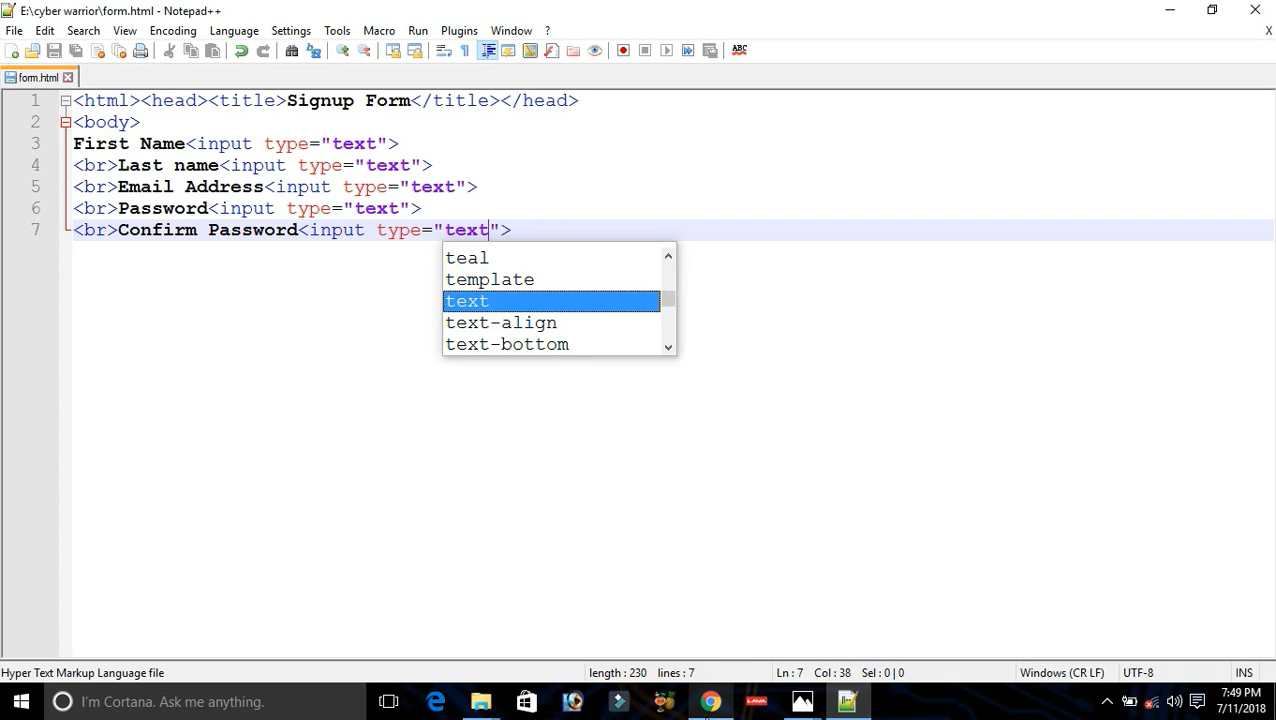 E:\cyber warrior\form.html - Notepad++
File Edit Search View Encoding Language Settings Tools Macro Run Plugins Window ? X
ABC
form.html
1 <html><head><title>Signup Form</title></head>
2 <body>
3 First Name<input type="text">
4 <br>Last name<input type="text">
5 <br>Email Address<input type="text">
6 <br>Password<input type="text">
7 <br>Confirm Password<input type="text">
teal
template
text
text-align
text-bottom
Hyper Text Markup Language file length : 230 lines : 7 Ln : 7 Col : 38 Sel : 0 | 0 Windows (CR LF) UTF-8 INS
I'm Cortana. Ask me anything. LAVA 7:49 PM
7/11/2018